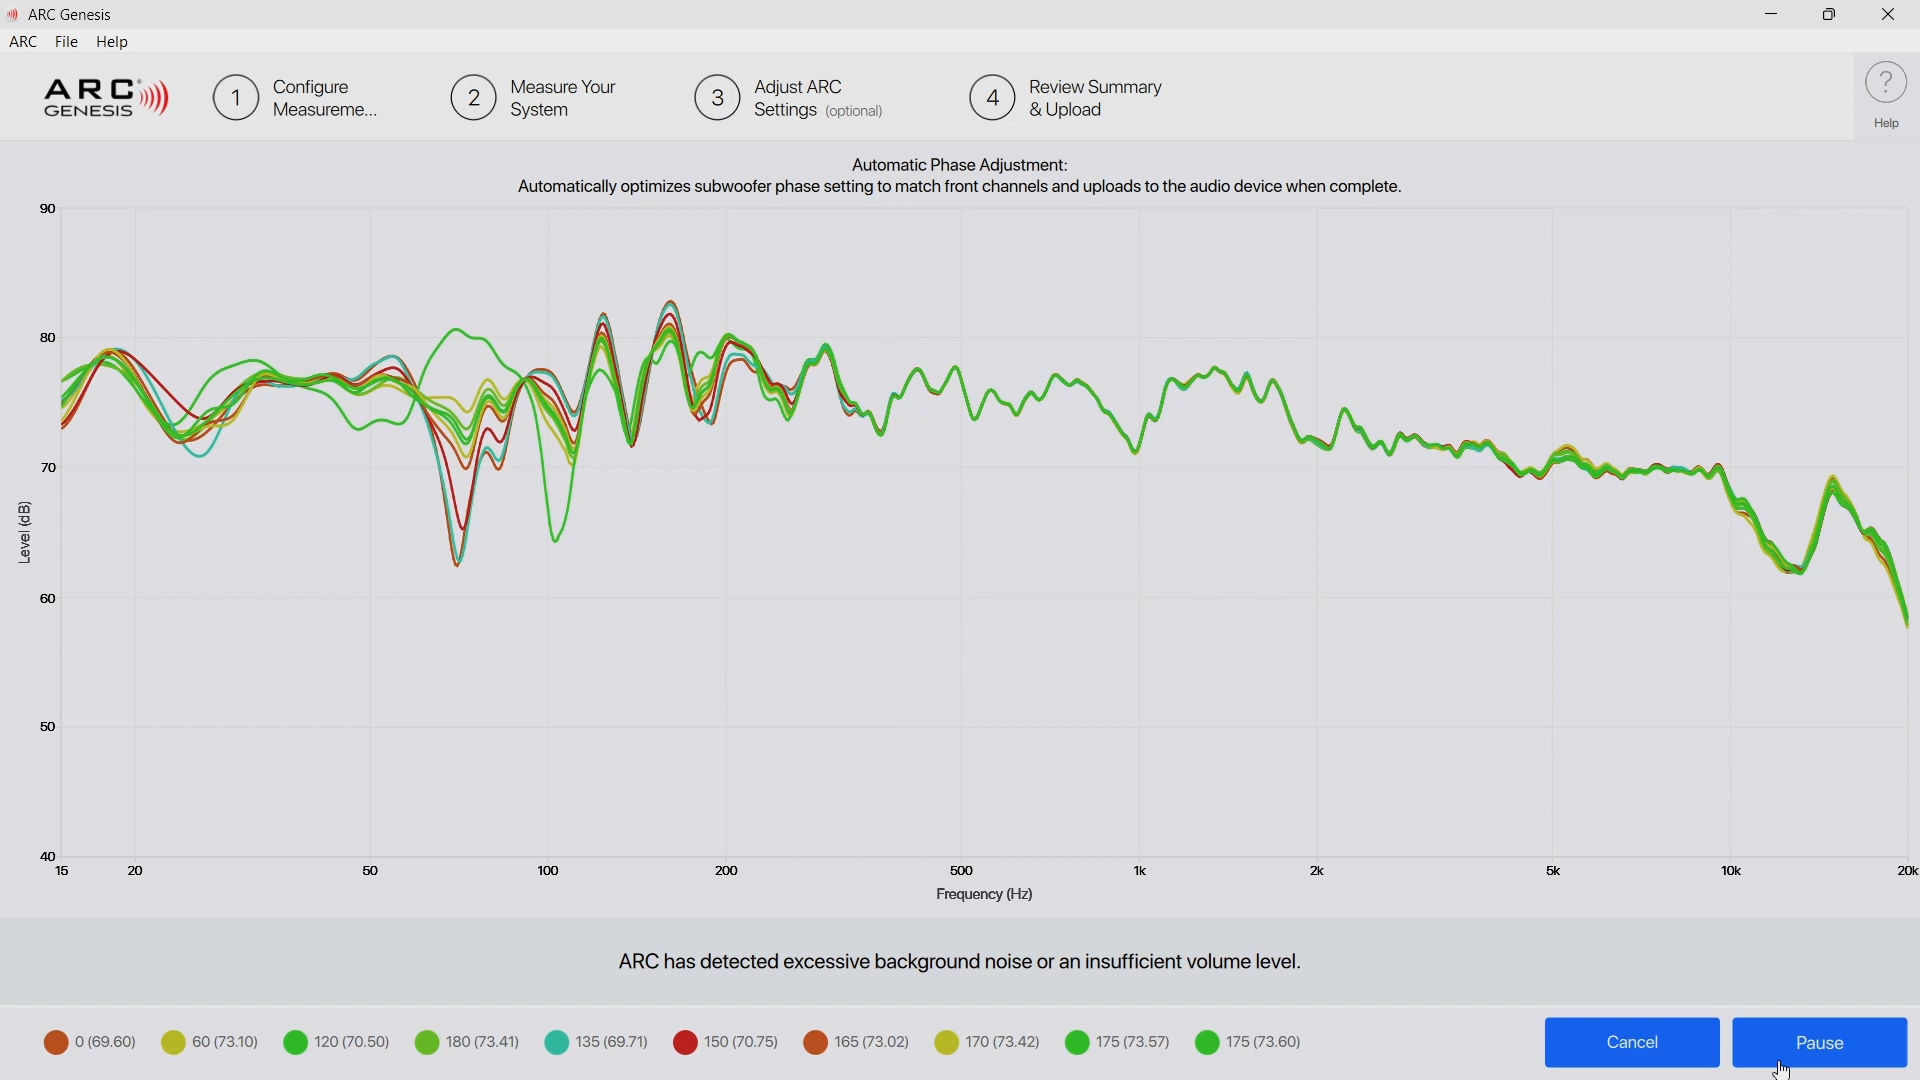 ARC Genesis
ARC File Help
ARC GENESIS
1 Configure Measureme...
2 Measure Your System
3 Adjust ARC Settings (optional)
4 Review Summary & Upload
? Help
Automatic Phase Adjustment:
Automatically optimizes subwoofer phase setting to match front channels and uploads to the audio device when complete.
90
80
70
60
50
40
Level (dB)
15 20 50 100 200 500 1k 2k 5k 10k 20k
Frequency (Hz)
ARC has detected excessive background noise or an insufficient volume level.
0 (69.60) 60 (73.10) 120 (70.50) 180 (73.41) 135 (69.71) 150 (70.75) 165 (73.02) 170 (73.42) 175 (73.57) 175 (73.60) Cancel Pause